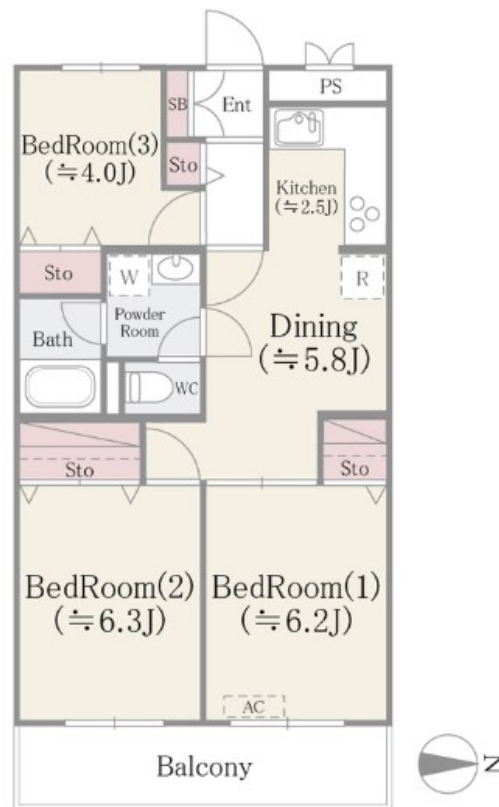 PS
SB
Ent
BedRoom(3)
(≒4.0J)
Sto
Kitchen
(≒2.5J)
Sto
W
R
Powder
Room
Bath
Dining
(≒5.8J)
WC
Sto
Sto
BedRoom(2)
(≒6.3J)
BedRoom(1)
(≒6.2J)
AC
Balcony
N